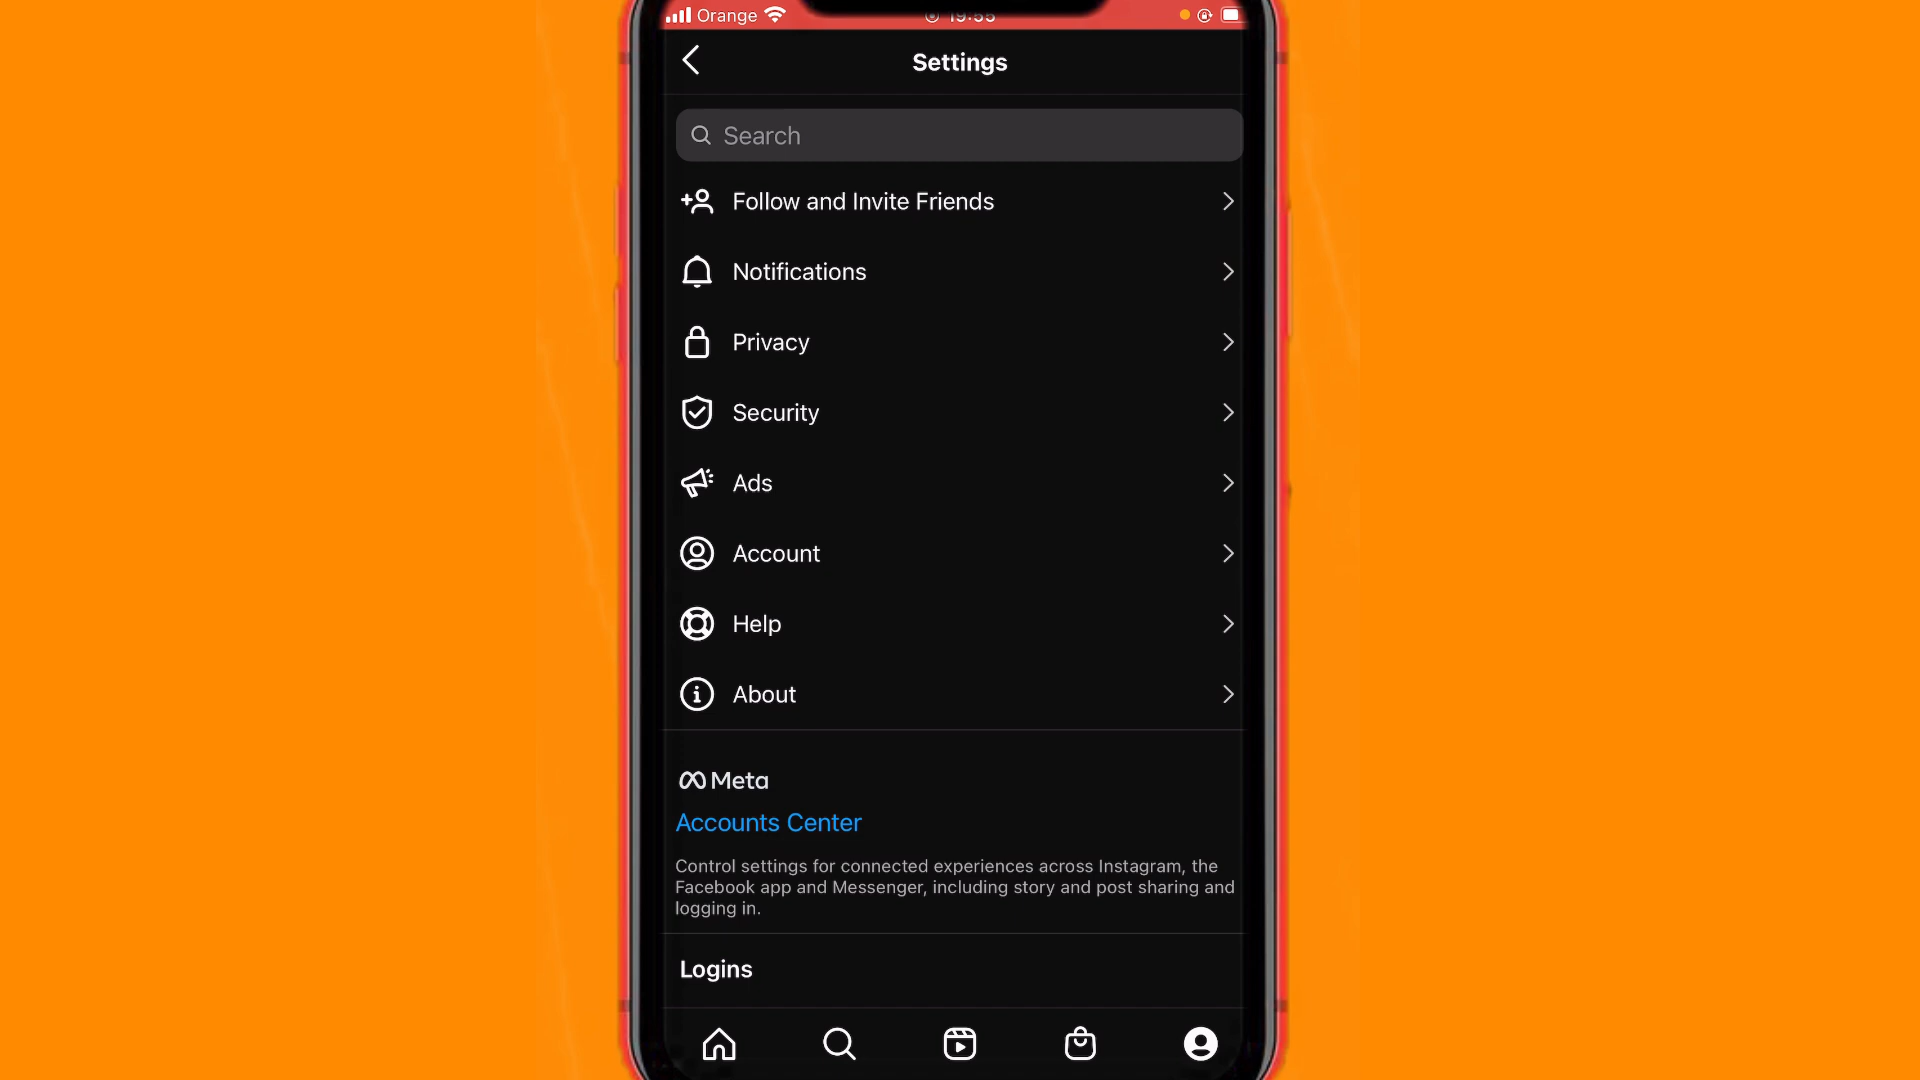 Orange 19:55
Settings
Search
Follow and Invite Friends
Notifications
Privacy
Security
Ads
Account
Help
About
Meta
Accounts Center
Control settings for connected experiences across Instagram, the
Facebook app and Messenger, including story and post sharing and
logging in.
Logins